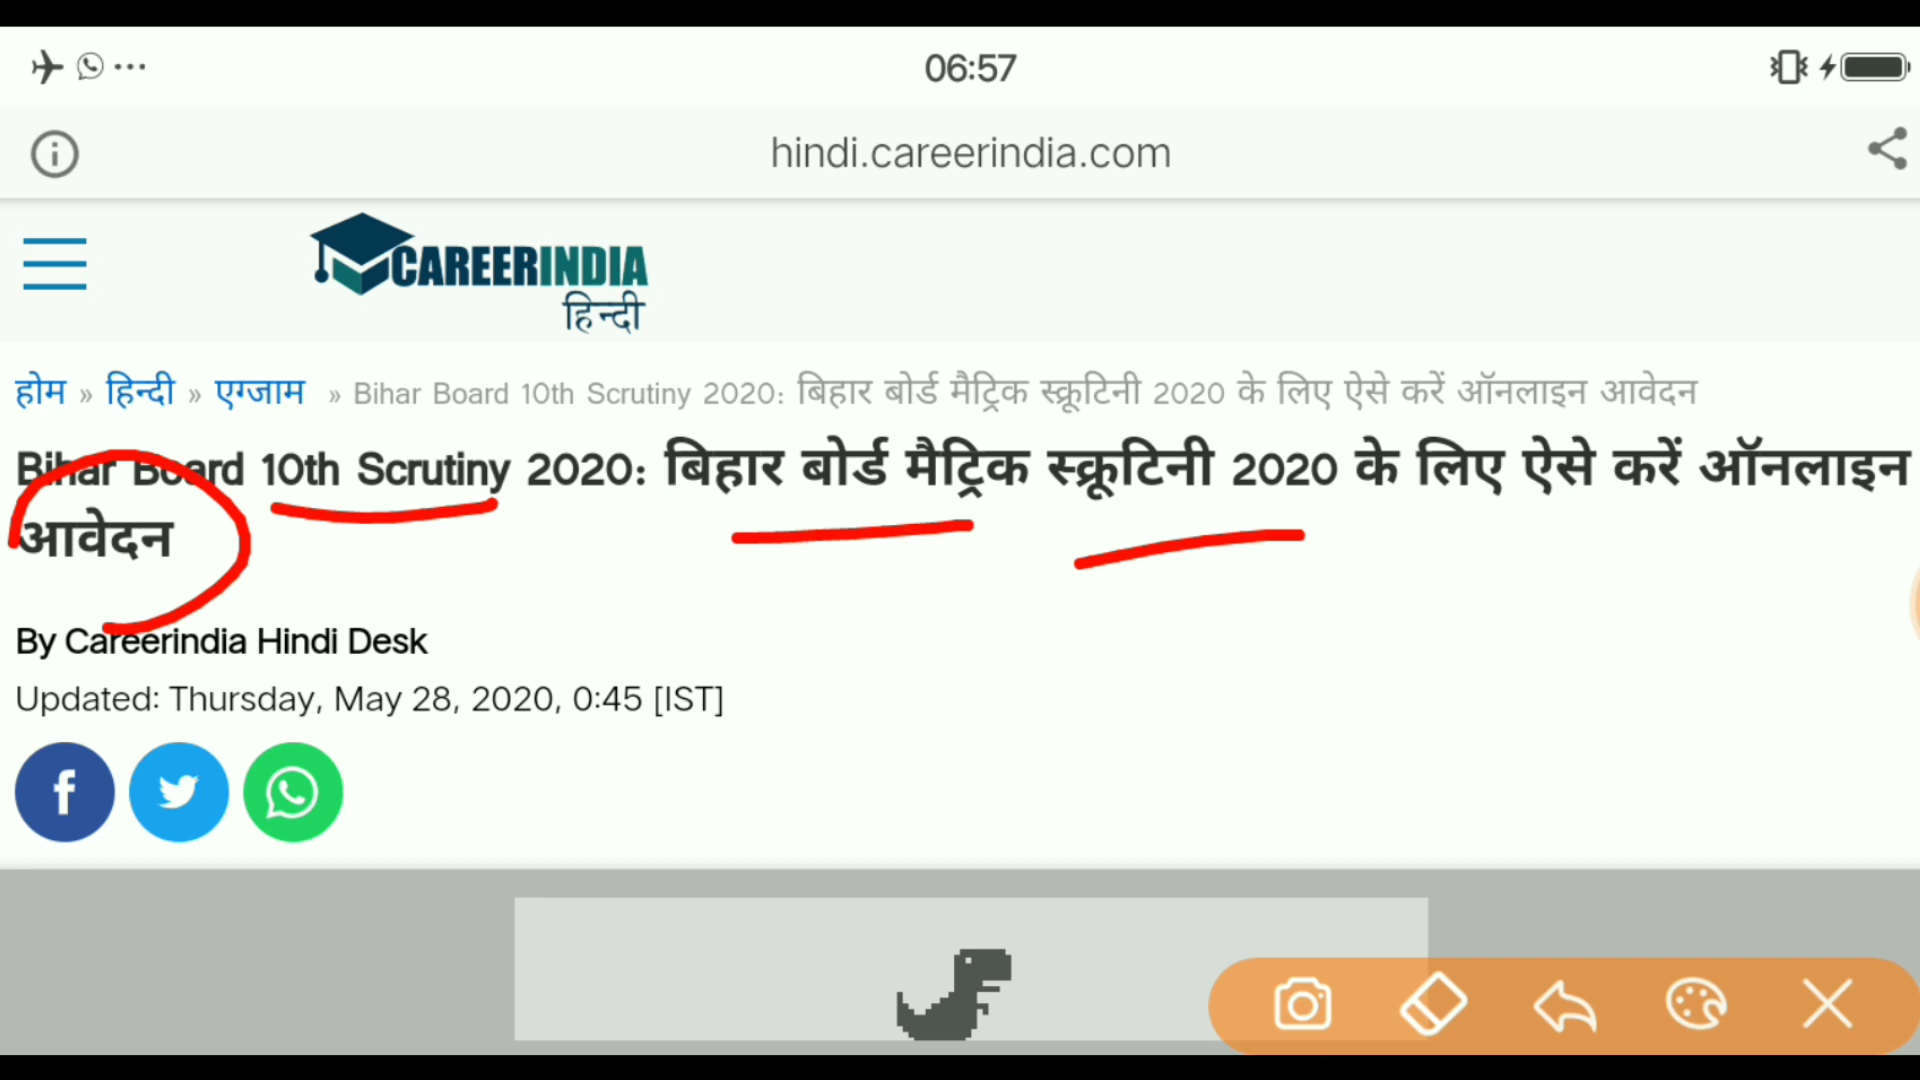 06:57
hindi.careerindia.com
CAREERINDIA
हिन्दी
होम » हिन्दी » एग्जाम » Bihar Board 10th Scrutiny 2020: बिहार बोर्ड मैट्रिक स्क्रूटिनी 2020 के लिए ऐसे करें ऑनलाइन आवेदन
Bihar Board 10th Scrutiny 2020: बिहार बोर्ड मैट्रिक स्क्रूटिनी 2020 के लिए ऐसे करें ऑनलाइन
आवेदन
By Careerindia Hindi Desk
Updated: Thursday, May 28, 2020, 0:45 [IST]